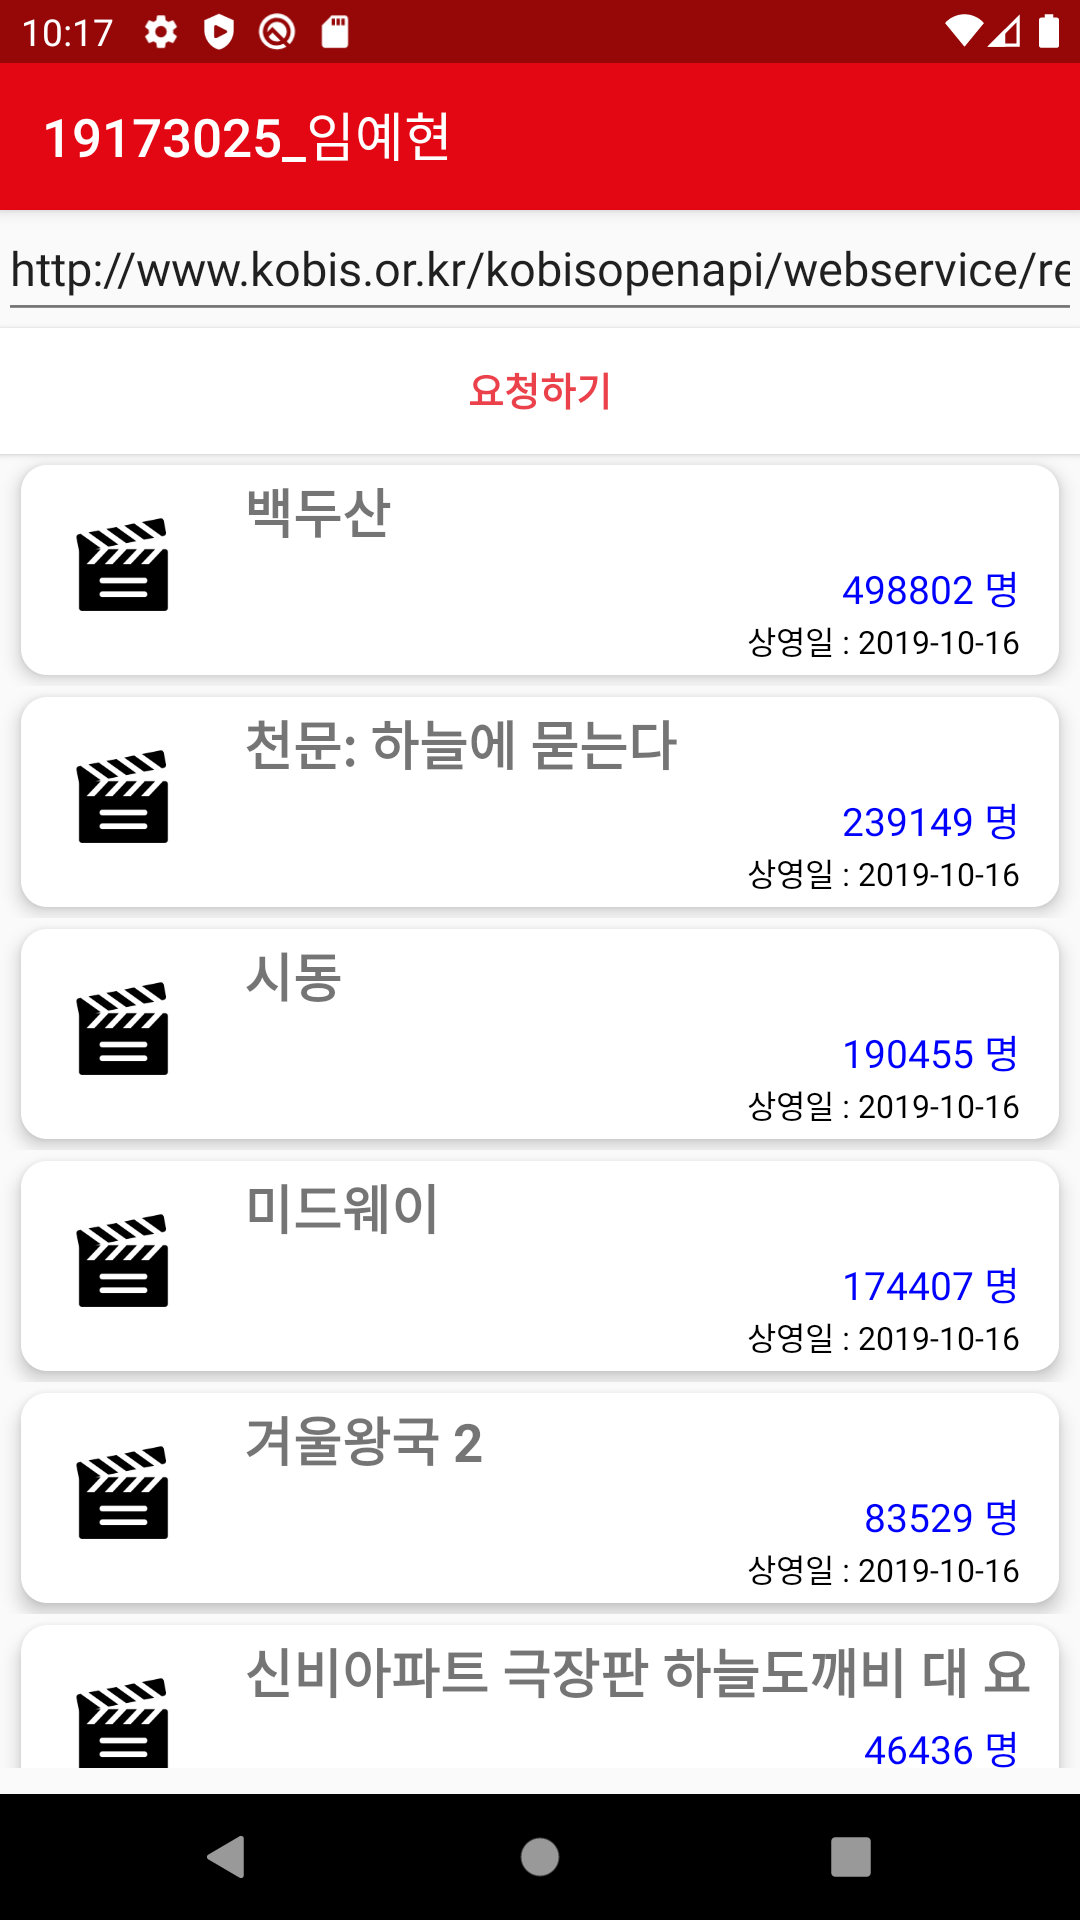 10:17
19173025_임예현
http://www.kobis.or.kr/kobisopenapi/webservice/re
요청하기
백두산
498802 명
상영일 : 2019-10-16
천문: 하늘에 묻는다
239149 명
상영일 : 2019-10-16
시동
190455 명
상영일 : 2019-10-16
미드웨이
174407 명
상영일 : 2019-10-16
겨울왕국 2
83529 명
상영일 : 2019-10-16
신비아파트 극장판 하늘도깨비 대 요
46436 명